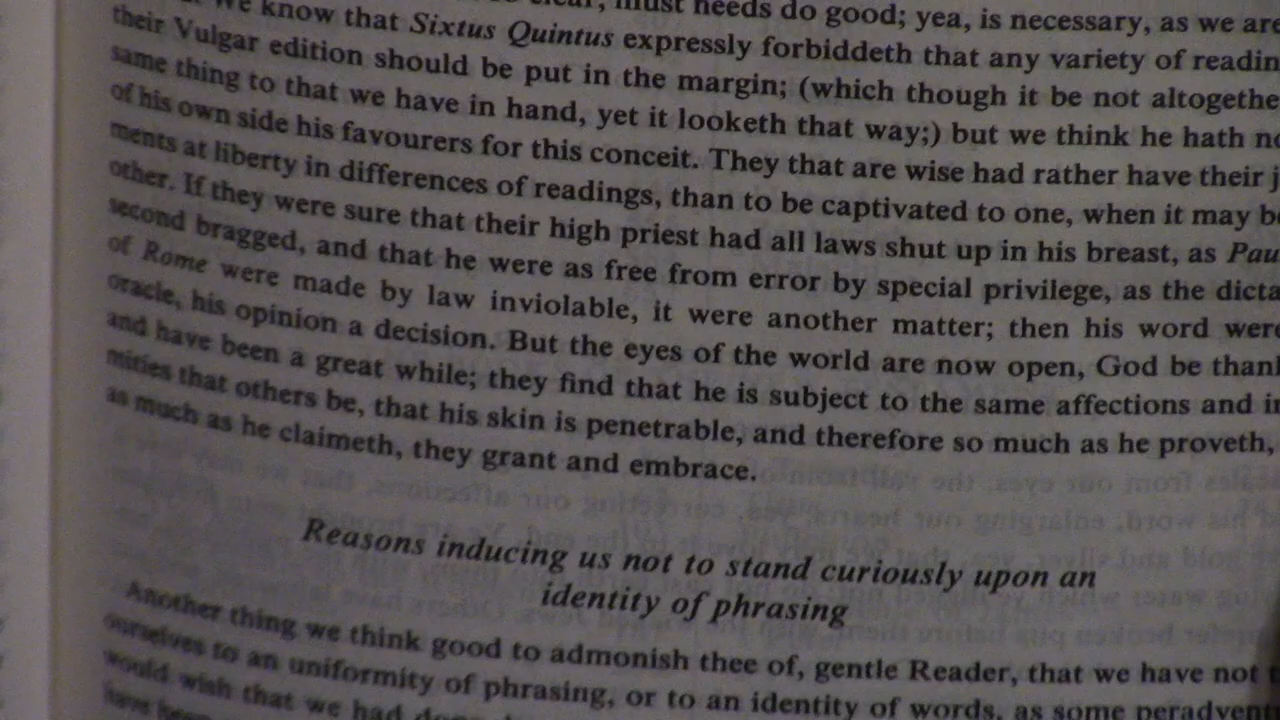 we know that Sixtus Quintus expressly forbiddeth that any variety of
must needs do good; yea, is necessary, as we are
their Vulgar edition should be put in the margin; (which though it be not
same thing to that we have in hand, yet it looketh that way;) but we think he hath
of his own side his favourers for this conceit. They that are wise had rather have their
ments at liberty in differences of readings, than to be captivated to one, when it may
other. If they were sure that their high priest had all laws shut up in his breast, as
second bragged, and that he were as free from error by special privilege, as the
of Rome were made by law inviolable, it were another matter; then his word
oracle, his opinion a decision. But the eyes of the world are now open, God be
and have been a great while; they find that he is subject to the same affections and
mities that others be, that his skin is penetrable, and therefore so much as he proveth,
as much as he claimeth, they grant and embrace.
Reasons inducing us not to stand curiously upon an
identity of phrasing
Another thing we think good to admonish thee of, gentle Reader, that we have not
ourselves to an uniformity of phrasing, or to an identity of words, as some
would wish that we had
have